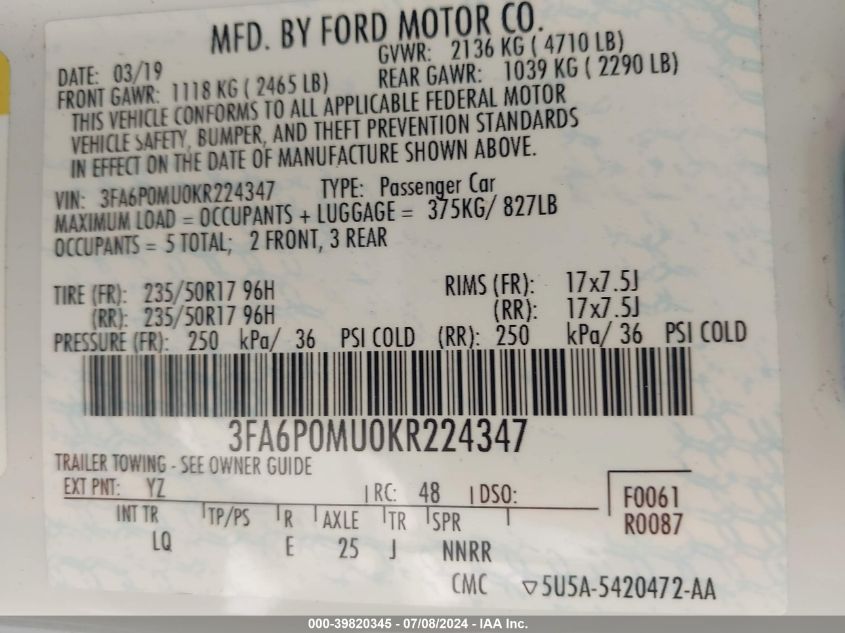 MFD. BY FORD MOTOR CO.
DATE: 03/19 GVWR: 2136 KG ( 4710 LB)
FRONT GAWR: 1118 KG ( 2465 LB) REAR GAWR: 1039 KG ( 2290 LB)
THIS VEHICLE CONFORMS TO ALL APPLICABLE FEDERAL MOTOR
VEHICLE SAFETY, BUMPER, AND THEFT PREVENTION STANDARDS
IN EFFECT ON THE DATE OF MANUFACTURE SHOWN ABOVE.
VIN: 3FA6P0MU0KR224347 TYPE: Passenger Car
MAXIMUM LOAD = OCCUPANTS + LUGGAGE = 375KG/ 827LB
OCCUPANTS = 5 TOTAL; 2 FRONT, 3 REAR
TIRE (FR): 235/50R17 96H RIMS (FR): 17x7.5J
(RR): 235/50R17 96H (RR): 17x7.5J
PRESSURE (FR): 250 kPa/ 36 PSI COLD (RR): 250 kPa/ 36 PSI COLD
3FA6P0MU0KR224347
TRAILER TOWING - SEE OWNER GUIDE
EXT PNT: YZ RC: 48 DSO: F0061
INT TR TP/PS R AXLE TR SPR R0087
LQ E 25 J NNRR
CMC ▽5U5A-5420472-AA
000-39820345 - 07/08/2024 - IAA Inc.